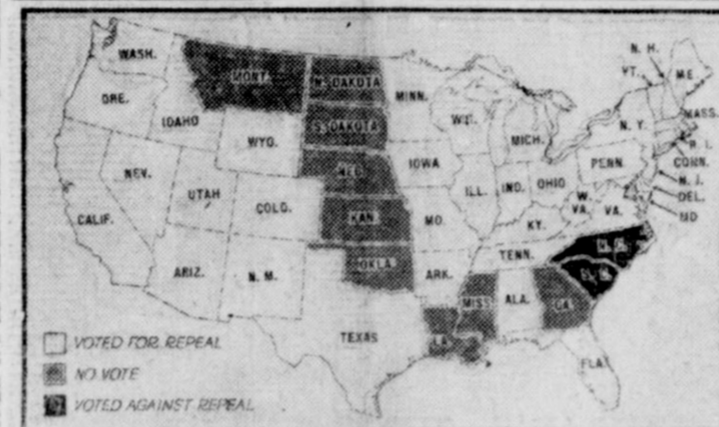 WASH.
MONT.
N. DAKOTA
MINN.
N. H.
VT.
ME.
ORE.
IDAHO
S. DAKOTA
WIS.
MICH.
N. Y.
MASS.
R. I.
CONN.
WYO.
NEB.
IOWA
PENN.
N. J.
DEL.
MD
NEV.
UTAH
COLO.
KAN.
MO.
ILL.
IND.
OHIO
W. VA.
VA.
KY.
CALIF.
ARIZ.
N. M.
OKLA.
ARK.
TENN.
N. C.
S. C.
TEXAS
LA.
MISS.
ALA.
GA.
FLA.
VOTED FOR REPEAL
NO VOTE
VOTED AGAINST REPEAL